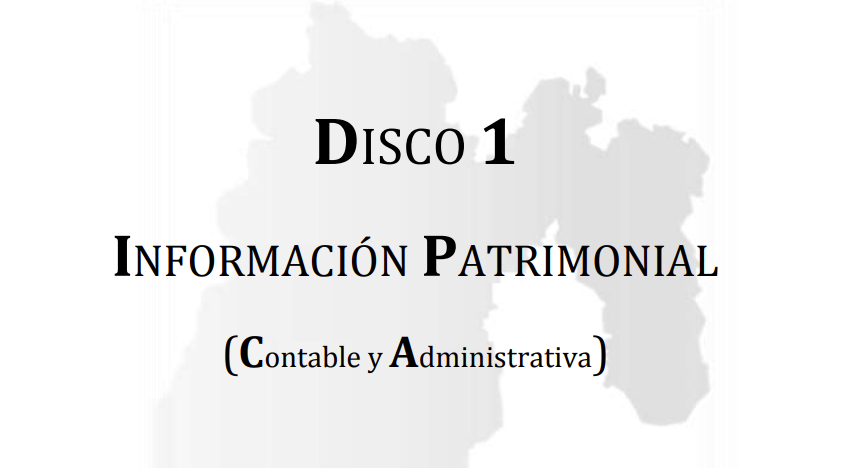 DISCO 1
INFORMACIÓN PATRIMONIAL
(Contable y Administrativa)